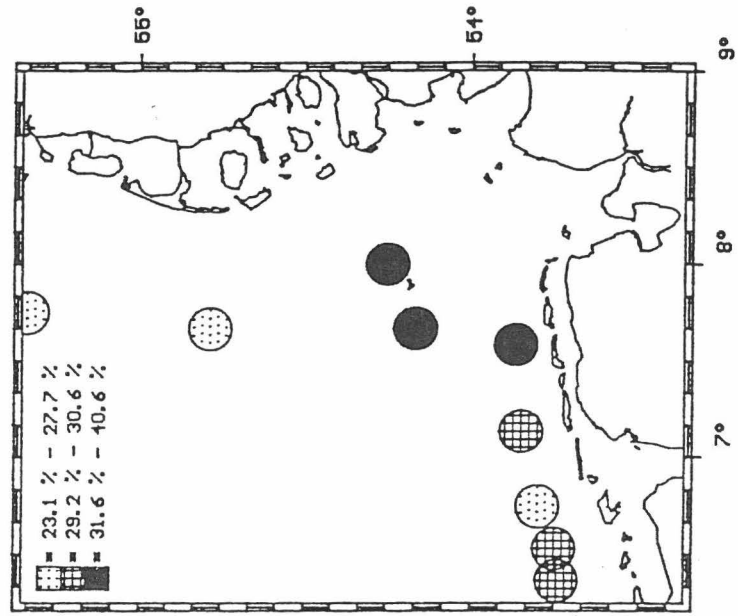 = 23.1 % - 27.7 %
= 29.2 % - 30.6 %
= 31.6 % - 40.6 %
55°
54°
7°
8°
9°